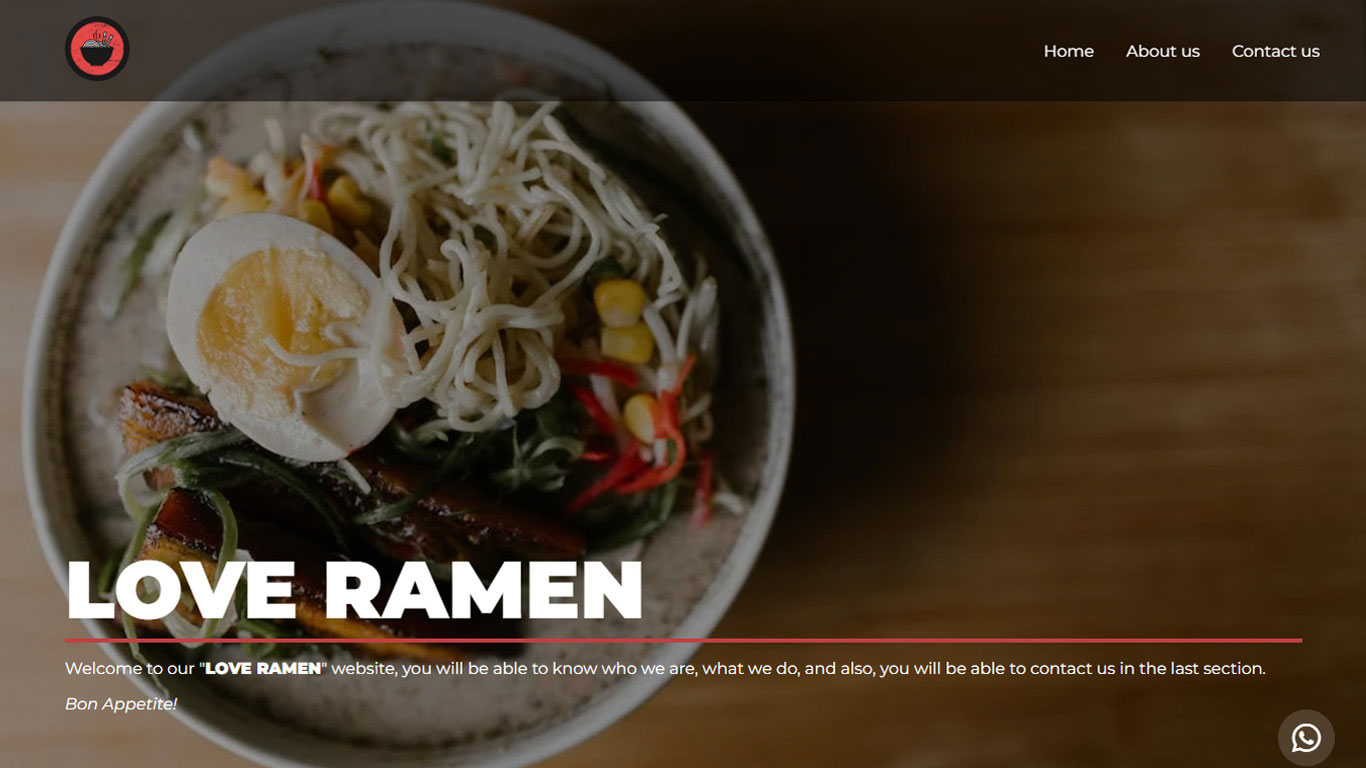 Home
About us
Contact us
LOVE RAMEN
Welcome to our "LOVE RAMEN" website, you will be able to know who we are, what we do, and also, you will be able to contact us in the last section.
Bon Appetite!